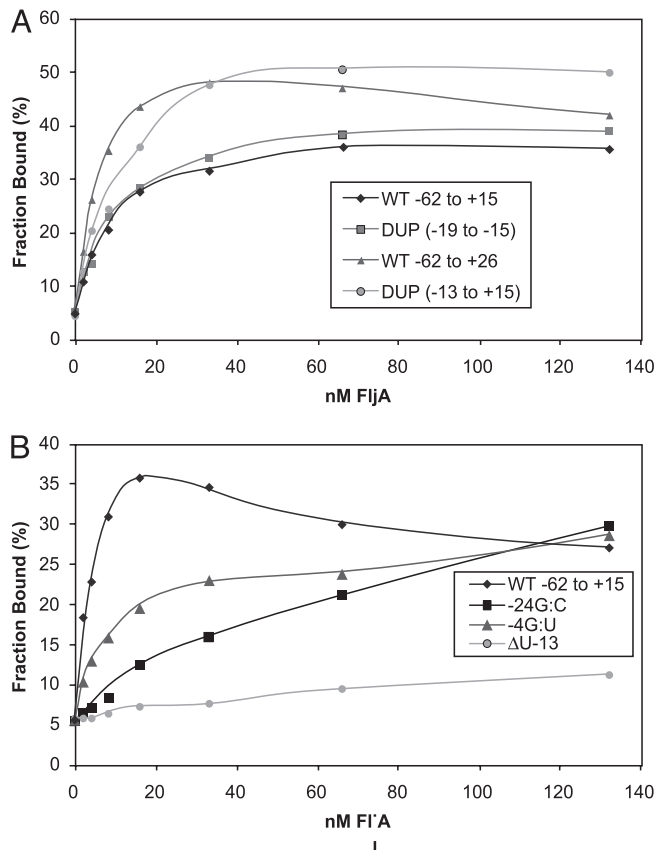 A
60
50
40
30
20
10
0
Fraction Bound (%)
WT -62 to +15
DUP (-19 to -15)
WT -62 to +26
DUP (-13 to +15)
0 20 40 60 80 100 120 140
nM FljA
B
40
35
30
25
20
15
10
5
0
Fraction Bound (%)
WT -62 to +15
-24G:C
-4G:U
ΔU-13
0 20 40 60 80 100 120 140
nM Fl˙A